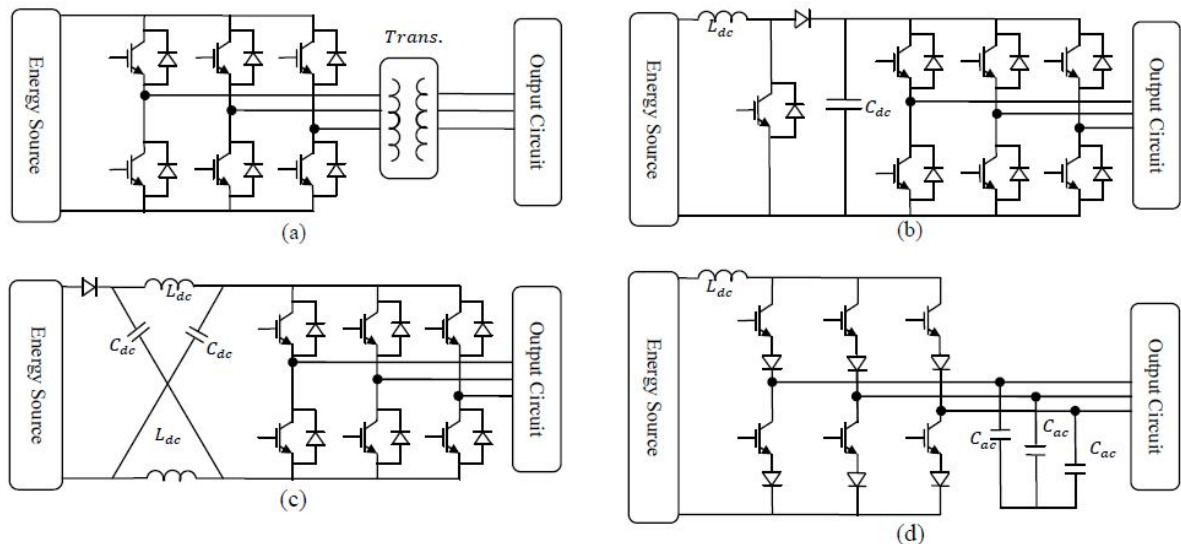 Energy Source
Trans.
Output Circuit
(a)
Energy Source
L_dc
C_dc
Output Circuit
(b)
Energy Source
L_dc
C_dc
C_dc
L_dc
Output Circuit
(c)
Energy Source
L_dc
C_ac
C_ac
C_ac
Output Circuit
(d)